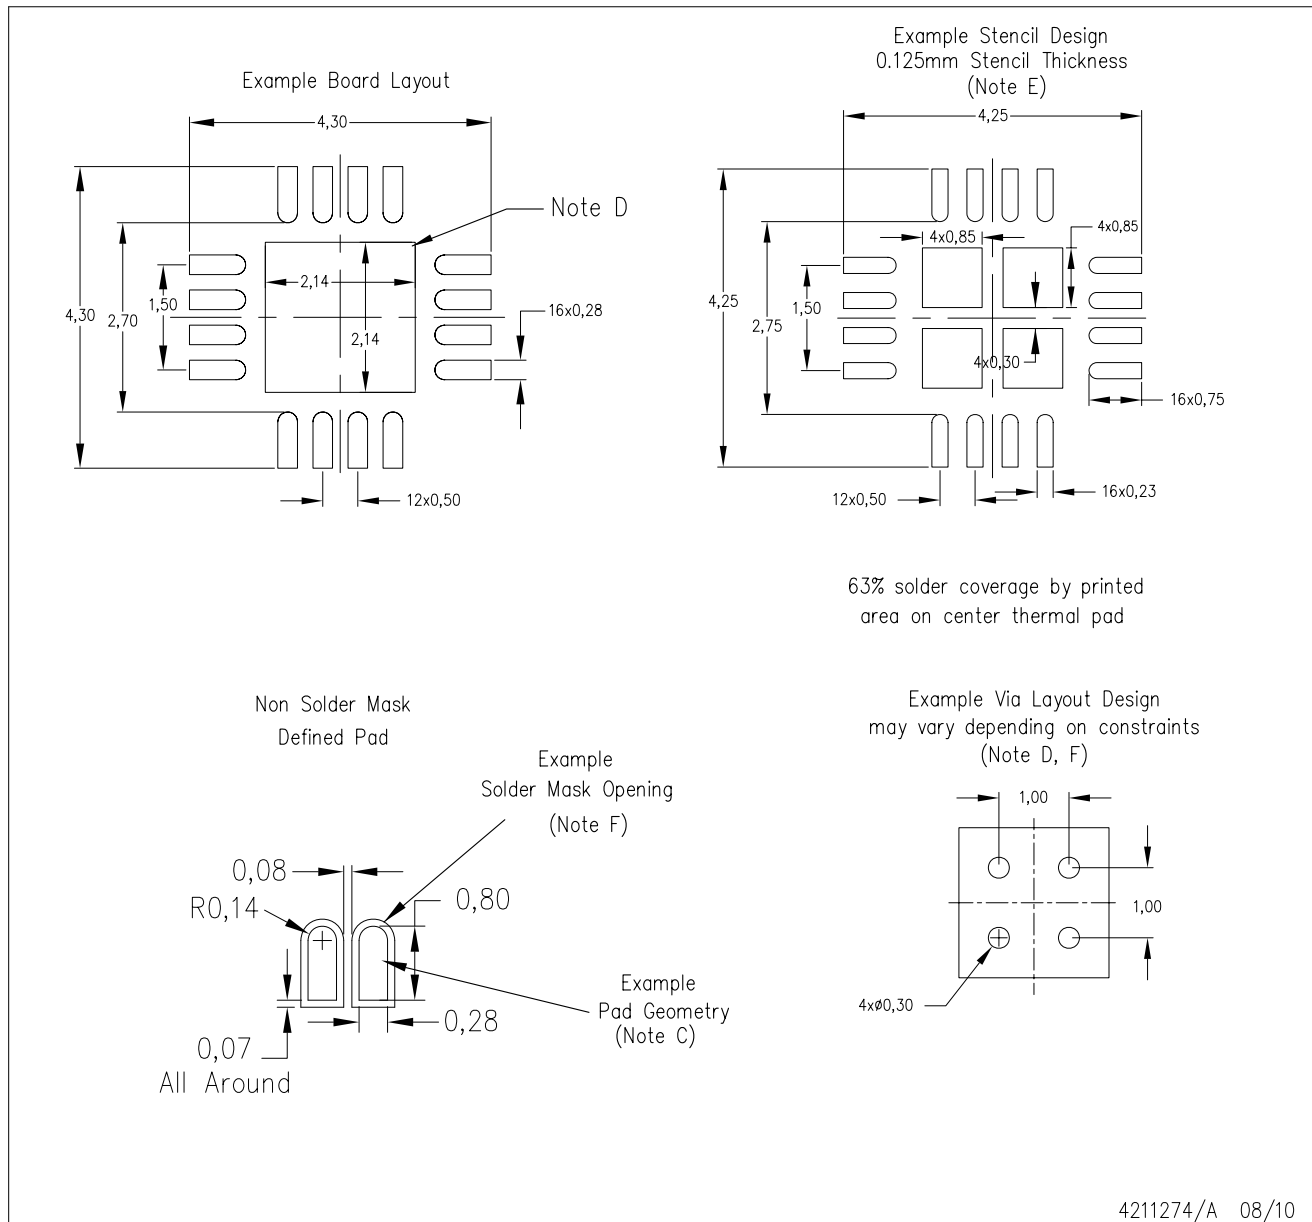 Example Board Layout
4,30
Note D
4,30
2,70
1,50
2,14
2,14
16x0,28
12x0,50
Example Stencil Design
0.125mm Stencil Thickness
(Note E)
4,25
4x0,85
4x0,85
4,25
2,75
1,50
4x0,30
16x0,75
12x0,50
16x0,23
63% solder coverage by printed
area on center thermal pad
Non Solder Mask
Defined Pad
Example
Solder Mask Opening
(Note F)
0,08
R0,14
0,80
Example
Pad Geometry
(Note C)
0,28
0,07
All Around
Example Via Layout Design
may vary depending on constraints
(Note D, F)
1,00
1,00
4xø0,30
4211274/A 08/10